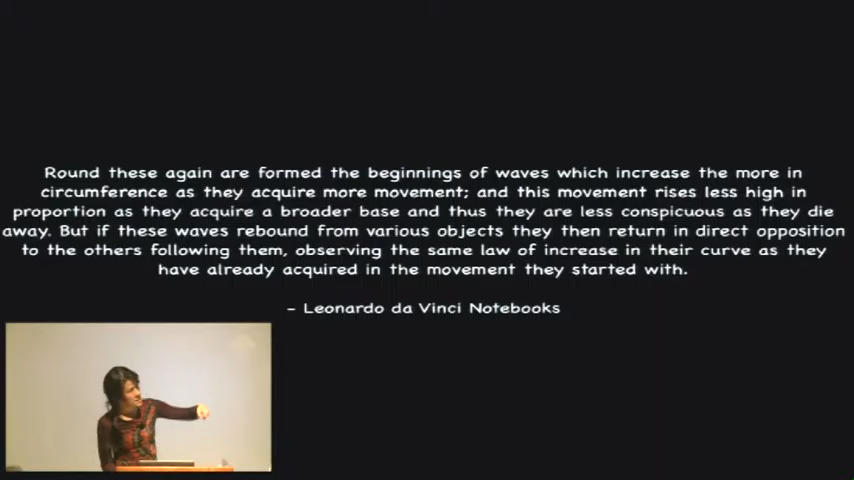 Round these again are formed the beginnings of waves which increase the more in
circumference as they acquire more movement; and this movement rises less high in
proportion as they acquire a broader base and thus they are less conspicuous as they die
away. But if these waves rebound from various objects they then return in direct opposition
to the others following them, observing the same law of increase in their curve as they
have already acquired in the movement they started with.
– Leonardo da Vinci Notebooks